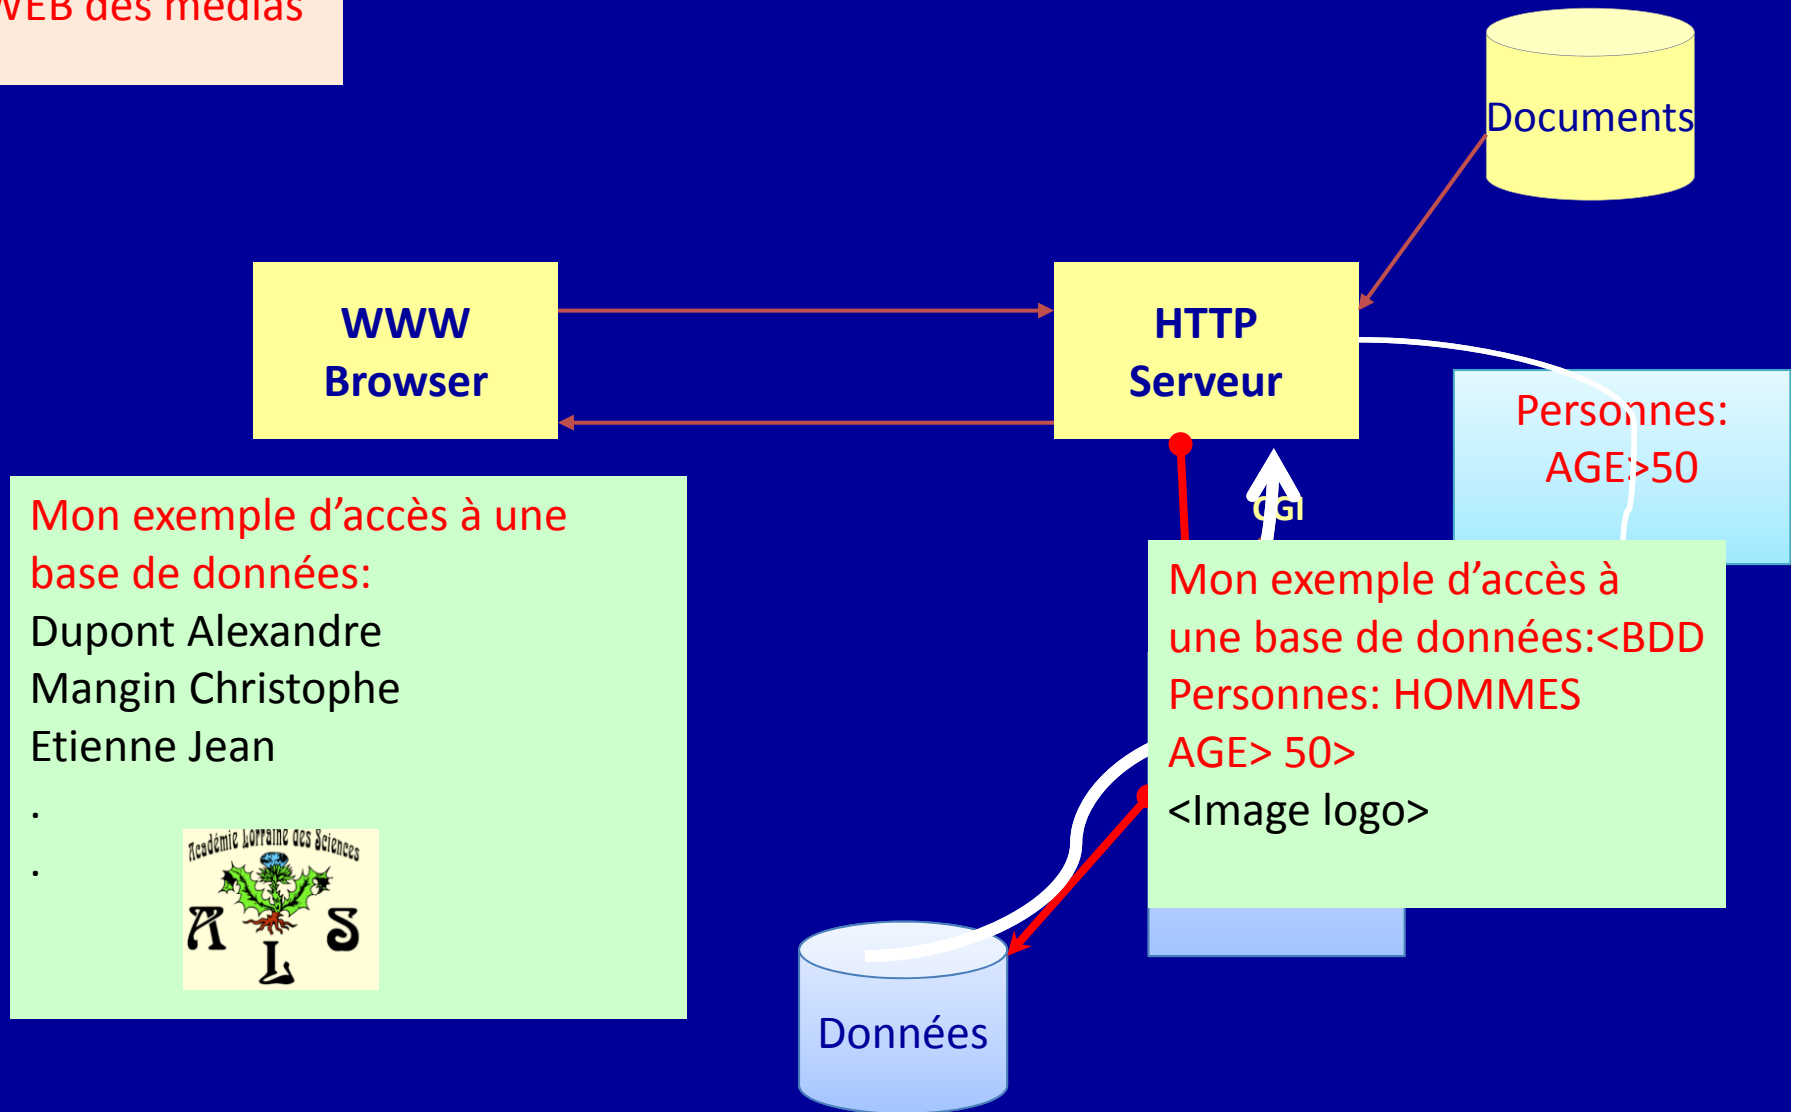 WEB des médias
Documents
WWW
Browser
HTTP
Serveur
Personnes:
AGE>50
CGI
Mon exemple d’accès à une
base de données:
Dupont Alexandre
Mangin Christophe
Etienne Jean
.
.
Académie Lorraine des Sciences
A L S
Mon exemple d’accès à
une base de données:<BDD
Personnes: HOMMES
AGE> 50>
<Image logo>
Données